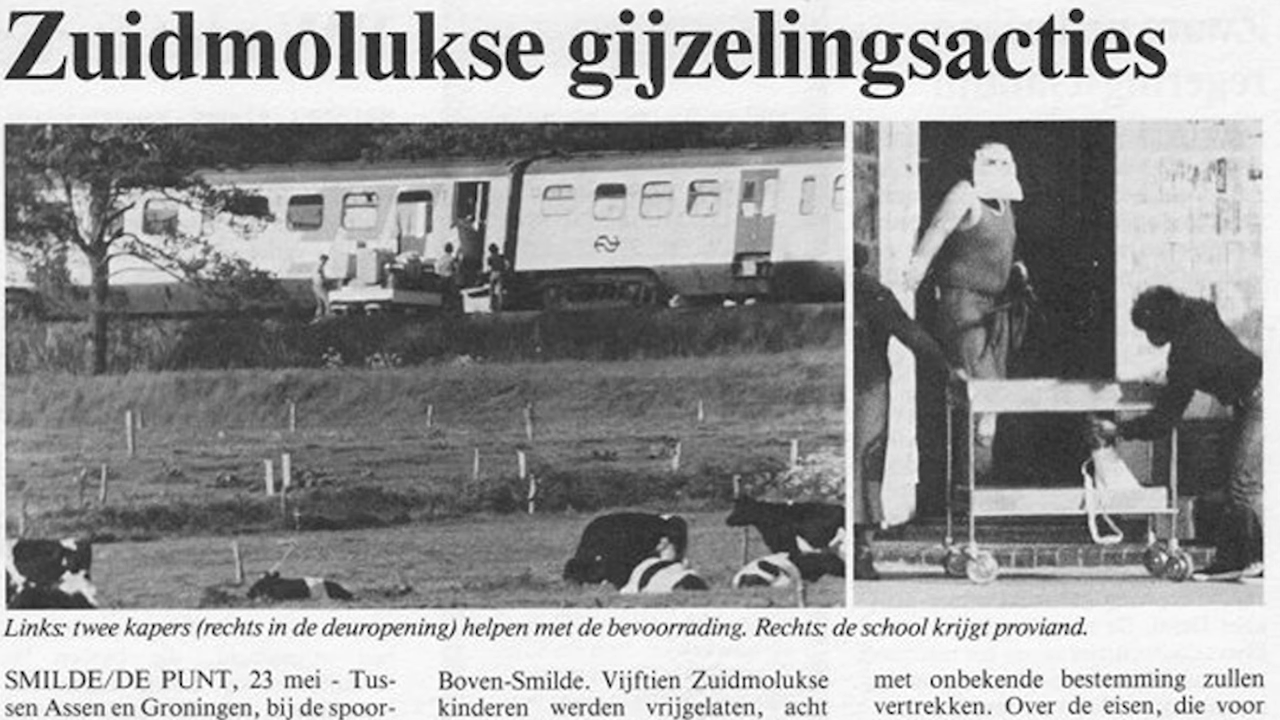 Zuidmolukse gijzelingsacties
Links: twee kapers (rechts in de deuropening) helpen met de bevoorrading. Rechts: de school krijgt proviand.
SMILDE/DE PUNT, 23 mei - Tus-
sen Assen en Groningen, bij de spoor-
Boven-Smilde. Vijftien Zuidmolukse
kinderen werden vrijgelaten, acht
met onbekende bestemming zullen
vertrekken. Over de eisen, die voor